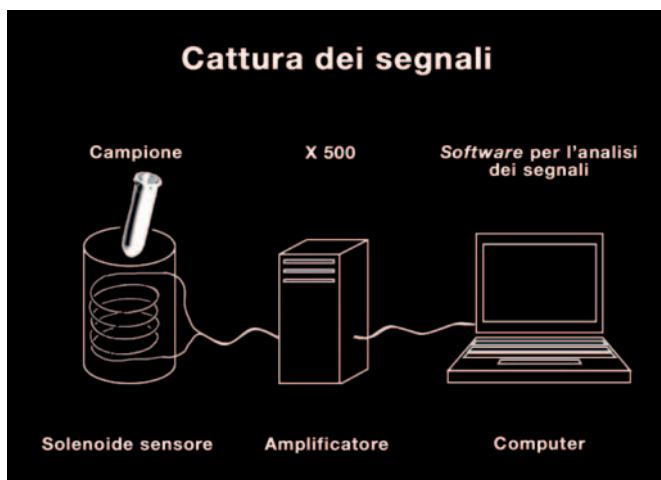 Cattura dei segnali
Campione
X 500
Software per l'analisi
dei segnali
Solenoide sensore
Amplificatore
Computer